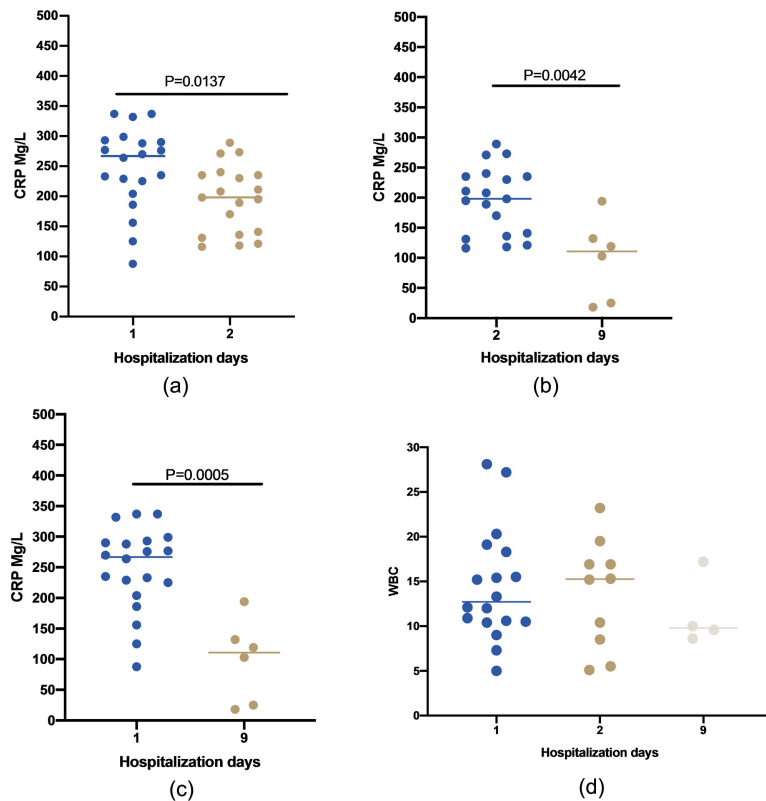 500
450
400
350
300
250
200
150
100
50
0
CRP Mg/L
P=0.0137
1 2
Hospitalization days
(a)
500
450
400
350
300
250
200
150
100
50
0
CRP Mg/L
P=0.0042
2 9
Hospitalization days
(b)
500
450
400
350
300
250
200
150
100
50
0
CRP Mg/L
P=0.0005
1 9
Hospitalization days
(c)
30
25
20
15
10
5
0
WBC
1 2 9
Hospitalization days
(d)